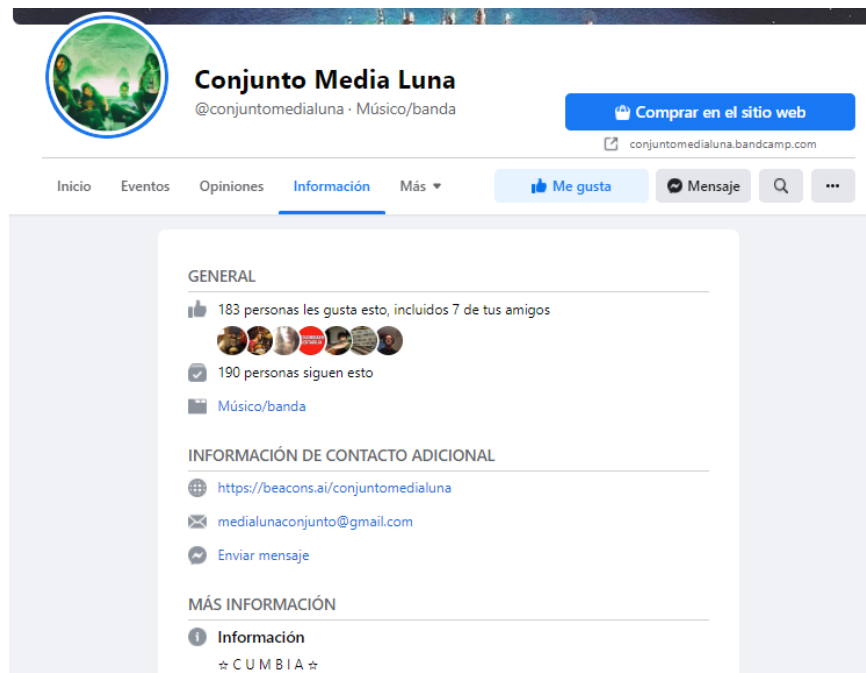 Conjunto Media Luna
@conjuntomedialuna · Músico/banda
Comprar en el sitio web
conjuntomedialuna.bandcamp.com
Inicio Eventos Opiniones Información Más ▼ Me gusta Mensaje
GENERAL
183 personas les gusta esto, incluidos 7 de tus amigos
190 personas siguen esto
Músico/banda
INFORMACIÓN DE CONTACTO ADICIONAL
https://beacons.ai/conjuntomedialuna
medialunaconjunto@gmail.com
Enviar mensaje
MÁS INFORMACIÓN
Información
☆ C U M B I A ☆